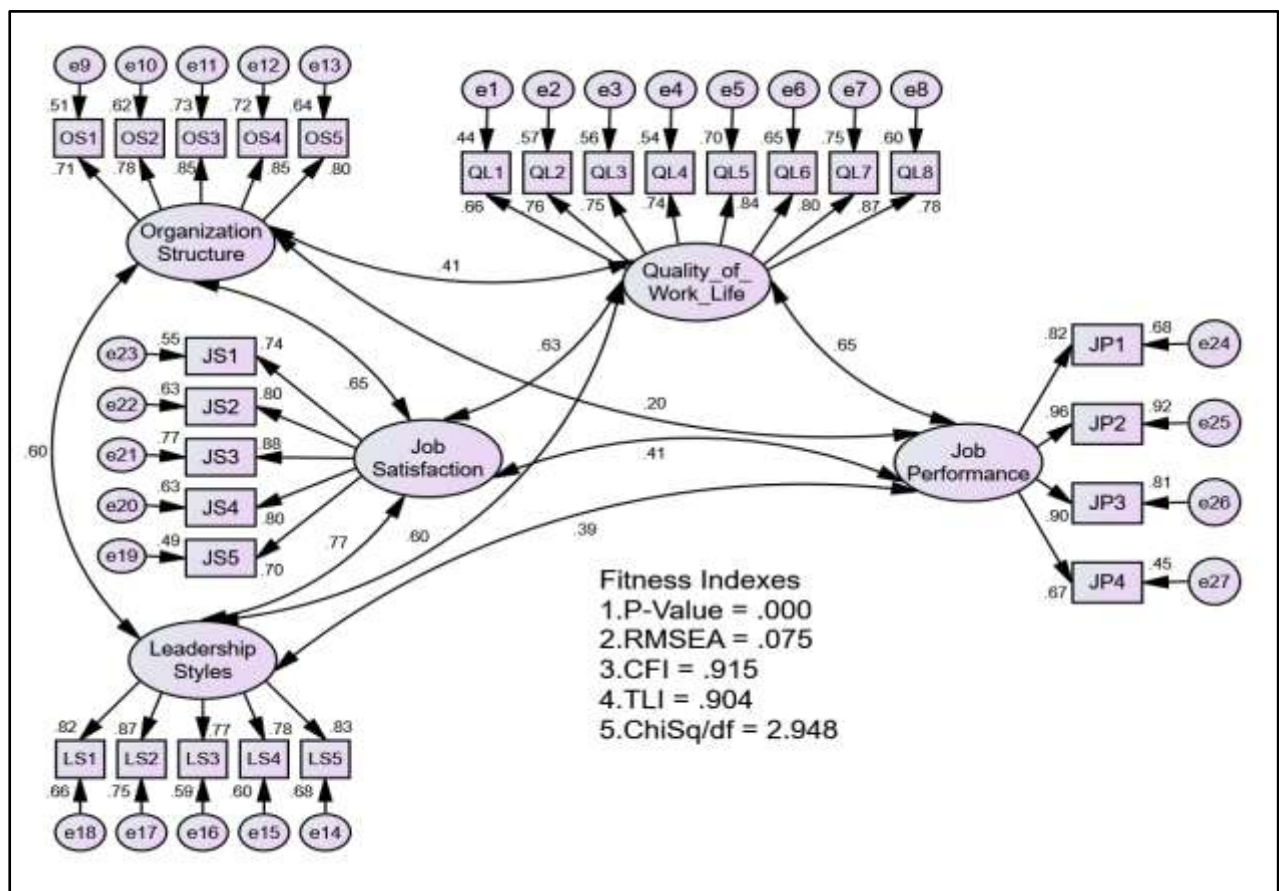 e9 e10 e11 e12 e13
.51 .62 .73 .72 .64
OS1 OS2 OS3 OS4 OS5
.71 .78 .85 .85 .80
Organization
Structure
e1 e2 e3 e4 e5 e6 e7 e8
.44 .57 .56 .54 .70 .65 .75 .60
QL1 QL2 QL3 QL4 QL5 QL6 QL7 QL8
.66 .76 .75 .74 .84 .80 .87 .78
Quality_of_
Work_Life
.41
.63
.65
.65
.20
.41
.60
.77
.60
.39
e23 .55 JS1 .74
e22 .63 JS2 .80
e21 .77 JS3 .88
e20 .63 JS4 .80
e19 .49 JS5 .70
Job
Satisfaction
Job
Performance
.82 JP1 .68 e24
.96 JP2 .92 e25
.90 JP3 .81 e26
.67 JP4 .45 e27
Leadership
Styles
.82 .87 .77 .78 .83
LS1 LS2 LS3 LS4 LS5
.66 .75 .59 .60 .68
e18 e17 e16 e15 e14
Fitness Indexes
1.P-Value = .000
2.RMSEA = .075
3.CFI = .915
4.TLI = .904
5.ChiSq/df = 2.948